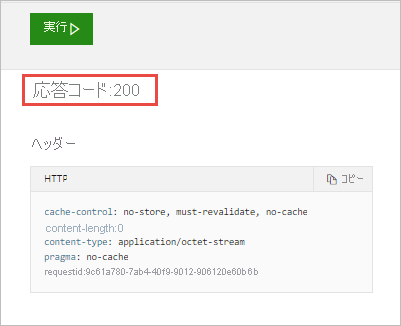 実行
応答コード:200
ヘッダー
HTTP
コピー
cache-control: no-store, must-revalidate, no-cache
content-length:0
content-type: application/octet-stream
pragma: no-cache
requestid:9c61a780-7ab4-40f9-9012-906120e60b6b